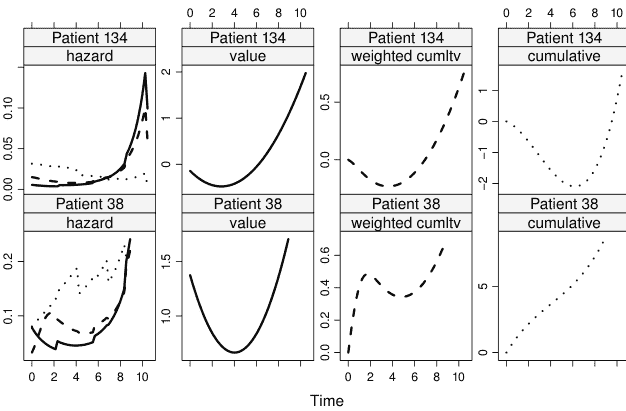 0 2 4 6 8 10 0 2 4 6 8 10
Patient 134 Patient 134 Patient 134 Patient 134
hazard value weighted cumltv cumulative
0.00 0.05 0.10
0 1 2
0.0 0.5
−2 −1 0 1
Patient 38 Patient 38 Patient 38 Patient 38
hazard value weighted cumltv cumulative
0.1 0.2
1.0 1.5
0.0 0.2 0.4 0.6
0 5
0 2 4 6 8 10 0 2 4 6 8 10
Time